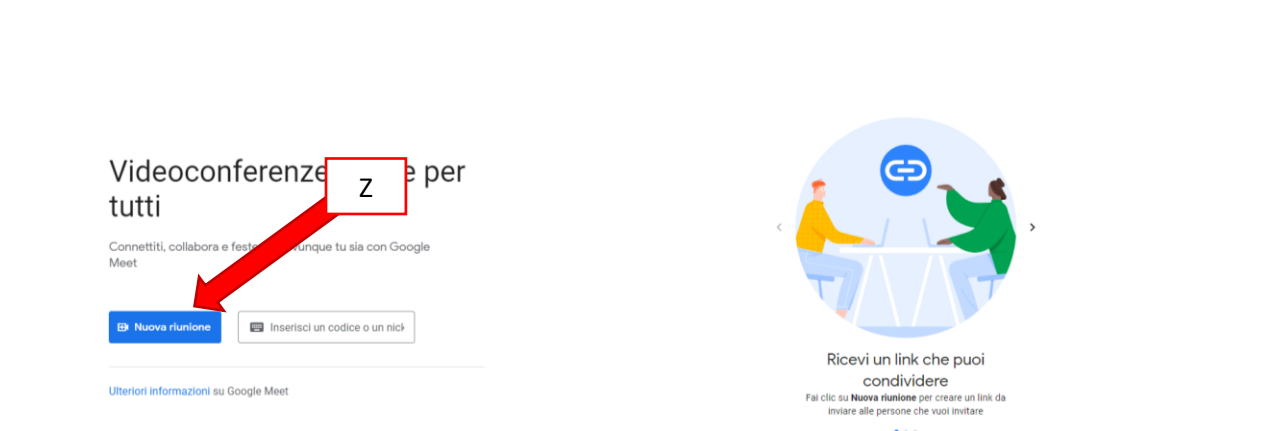 Videoconferenze e per
tutti
Z
Connettiti, collabora e feste unque tu sia con Google
Meet
Nuova riunione
Inserisci un codice o un nick
Ulteriori informazioni su Google Meet
Ricevi un link che puoi
condividere
Fai clic su Nuova riunione per creare un link da
inviare alle persone che vuoi invitare